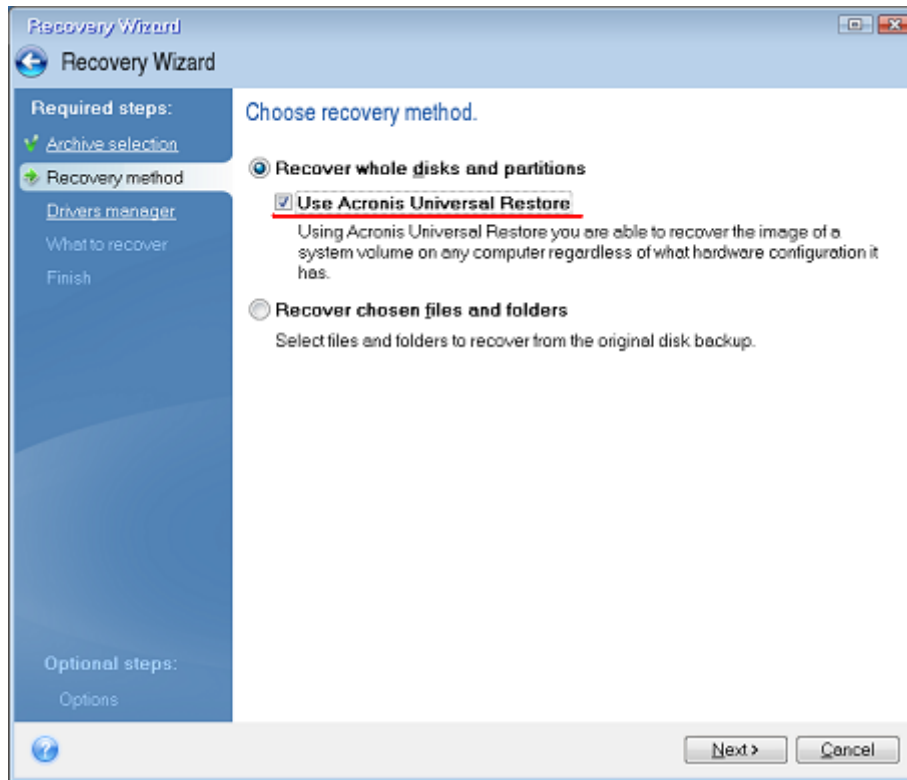 Recovery Wizard
Recovery Wizard
Required steps:
Archive selection
Recovery method
Drivers manager
What to recover
Finish
Optional steps:
Options
Choose recovery method.
Recover whole disks and partitions
Use Acronis Universal Restore
Using Acronis Universal Restore you are able to recover the image of a
system volume on any computer regardless of what hardware configuration it
has.
Recover chosen files and folders
Select files and folders to recover from the original disk backup.
?
Next >
Cancel